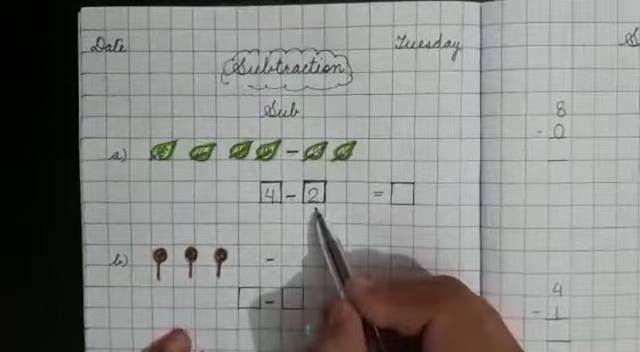 Date Tuesday
Subtraction
Sub
a) -
4 - 2 = 
b) -
-
8
- 0
4
- 1